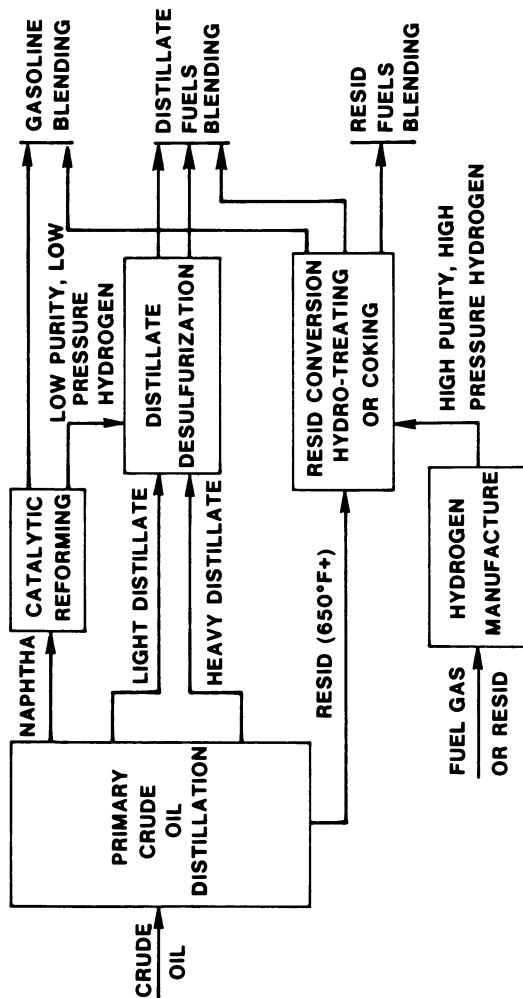 CRUDE
OIL
PRIMARY
CRUDE
OIL
DISTILLATION
NAPHTHA
CATALYTIC
REFORMING
LOW PURITY, LOW
PRESSURE
HYDROGEN
GASOLINE
BLENDING
LIGHT DISTILLATE
HEAVY DISTILLATE
DISTILLATE
DESULFURIZATION
DISTILLATE
FUELS
BLENDING
RESID (650°F+)
RESID CONVERSION
HYDRO-TREATING
OR COKING
RESID
FUELS
BLENDING
FUEL GAS
OR RESID
HYDROGEN
MANUFACTURE
HIGH PURITY, HIGH
PRESSURE HYDROGEN